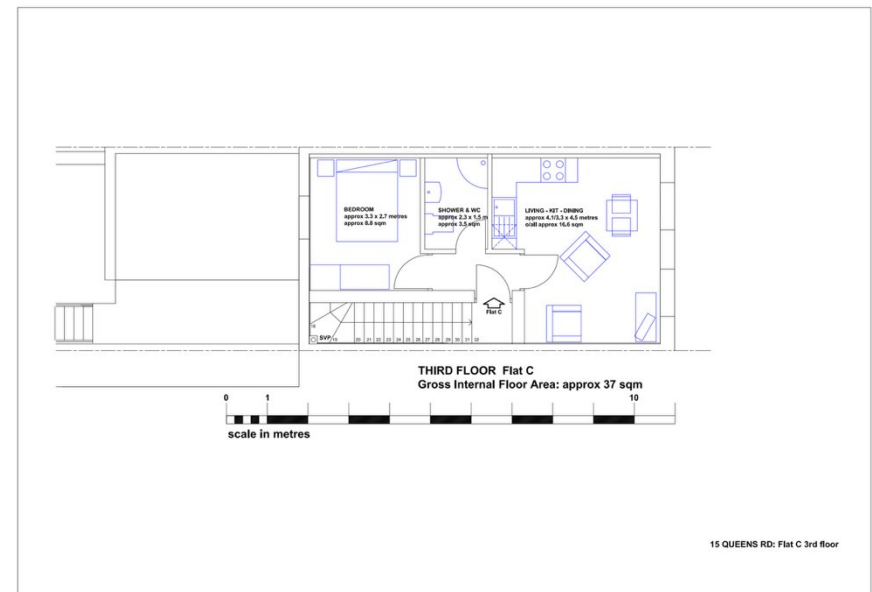 BEDROOM
approx 3.3 x 2.7 metres
approx 8.8 sqm
SHOWER & WC
approx 2.3 x 1.5 m
approx 3.5 sqm
LIVING - KIT - DINING
approx 4.1/3.3 x 4.5 metres
o/all approx 16.6 sqm
Flat C
SVP
18
19
20 21 22 23 24 25 26 27 28 29 30 31 32
THIRD FLOOR Flat C
Gross Internal Floor Area: approx 37 sqm
0 1 10
scale in metres
15 QUEENS RD: Flat C 3rd floor